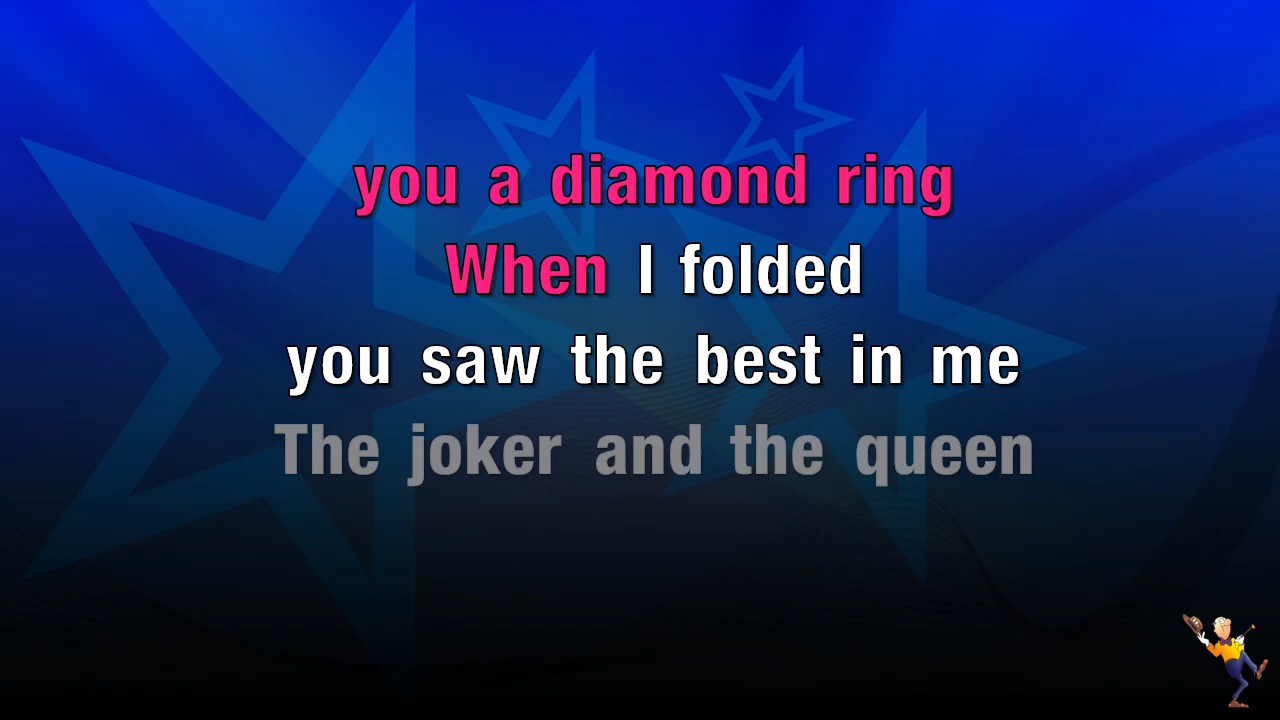 you a diamond ring
When I folded
you saw the best in me
The joker and the queen